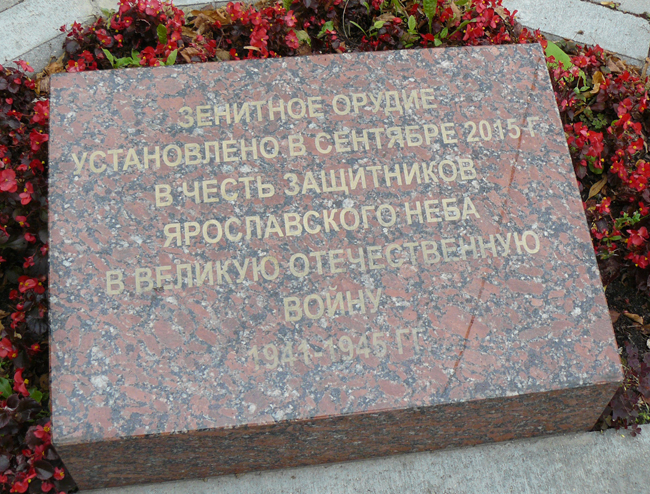 ЗЕНИТНОЕ ОРУДИЕ
УСТАНОВЛЕНО В СЕНТЯБРЕ 2015 Г.
В ЧЕСТЬ ЗАЩИТНИКОВ
ЯРОСЛАВСКОГО НЕБА
В ВЕЛИКУЮ ОТЕЧЕСТВЕННУЮ
ВОЙНУ
1941-1945 ГГ.